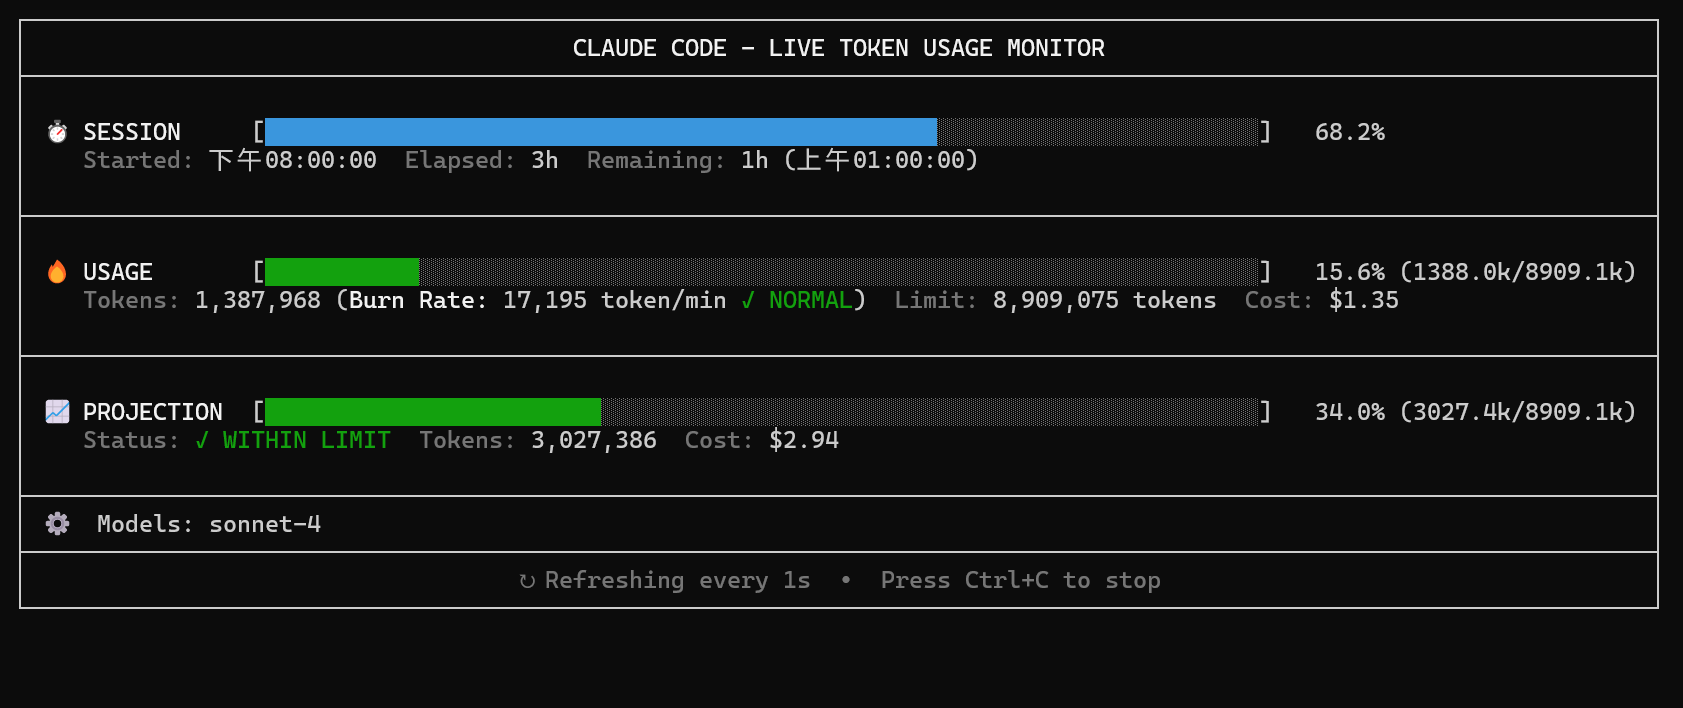 CLAUDE CODE - LIVE TOKEN USAGE MONITOR
SESSION [ ] 68.2%
Started: 下午08:00:00 Elapsed: 3h Remaining: 1h (上午01:00:00)
USAGE [ ] 15.6% (1388.0k/8909.1k)
Tokens: 1,387,968 (Burn Rate: 17,195 token/min ✓ NORMAL) Limit: 8,909,075 tokens Cost: $1.35
PROJECTION [ ] 34.0% (3027.4k/8909.1k)
Status: ✓ WITHIN LIMIT Tokens: 3,027,386 Cost: $2.94
Models: sonnet-4
↻ Refreshing every 1s • Press Ctrl+C to stop